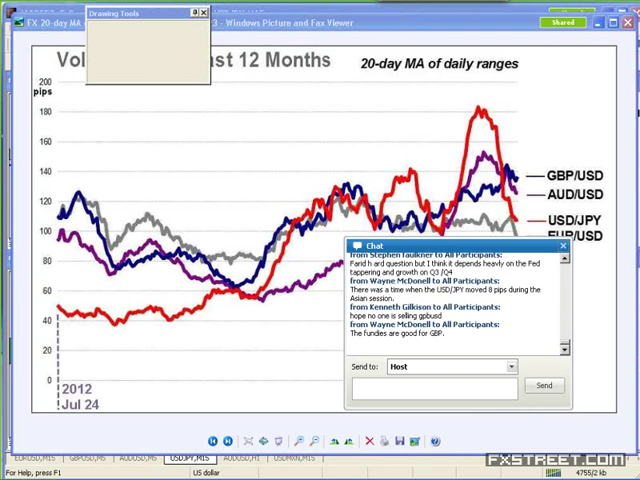 FX 20-day MA
3 - Windows Picture and Fax Viewer
Shared
Drawing Tools
Vol
ast 12 Months
20-day MA of daily ranges
200
pips
180
160
140
120
100
80
60
40
20
0
2012
Jul 24
GBP/USD
AUD/USD
USD/JPY
EUR/USD
Chat
from Stephen Faulkner to All Participants:
Farid h and question but I think it depends heavily on the Fed
tappering and growth on Q3 /Q4
from Wayne McDonell to All Participants:
There was a time when the USD/JPY moved 8 pips during the
Asian session.
from Kenneth Gilkison to All Participants:
hope no one is selling gpbusd
from Wayne McDonell to All Participants:
The fundies are good for GBP.
Send to:
Host
Send
EURUSD,M15
GBPUSD,M5
AUDUSD,M5
USDJPY,M15
AUDUSD,H1
USDMXN,M15
For Help, press F1
US dollar
4755/2 kb
FXSTREET.COM